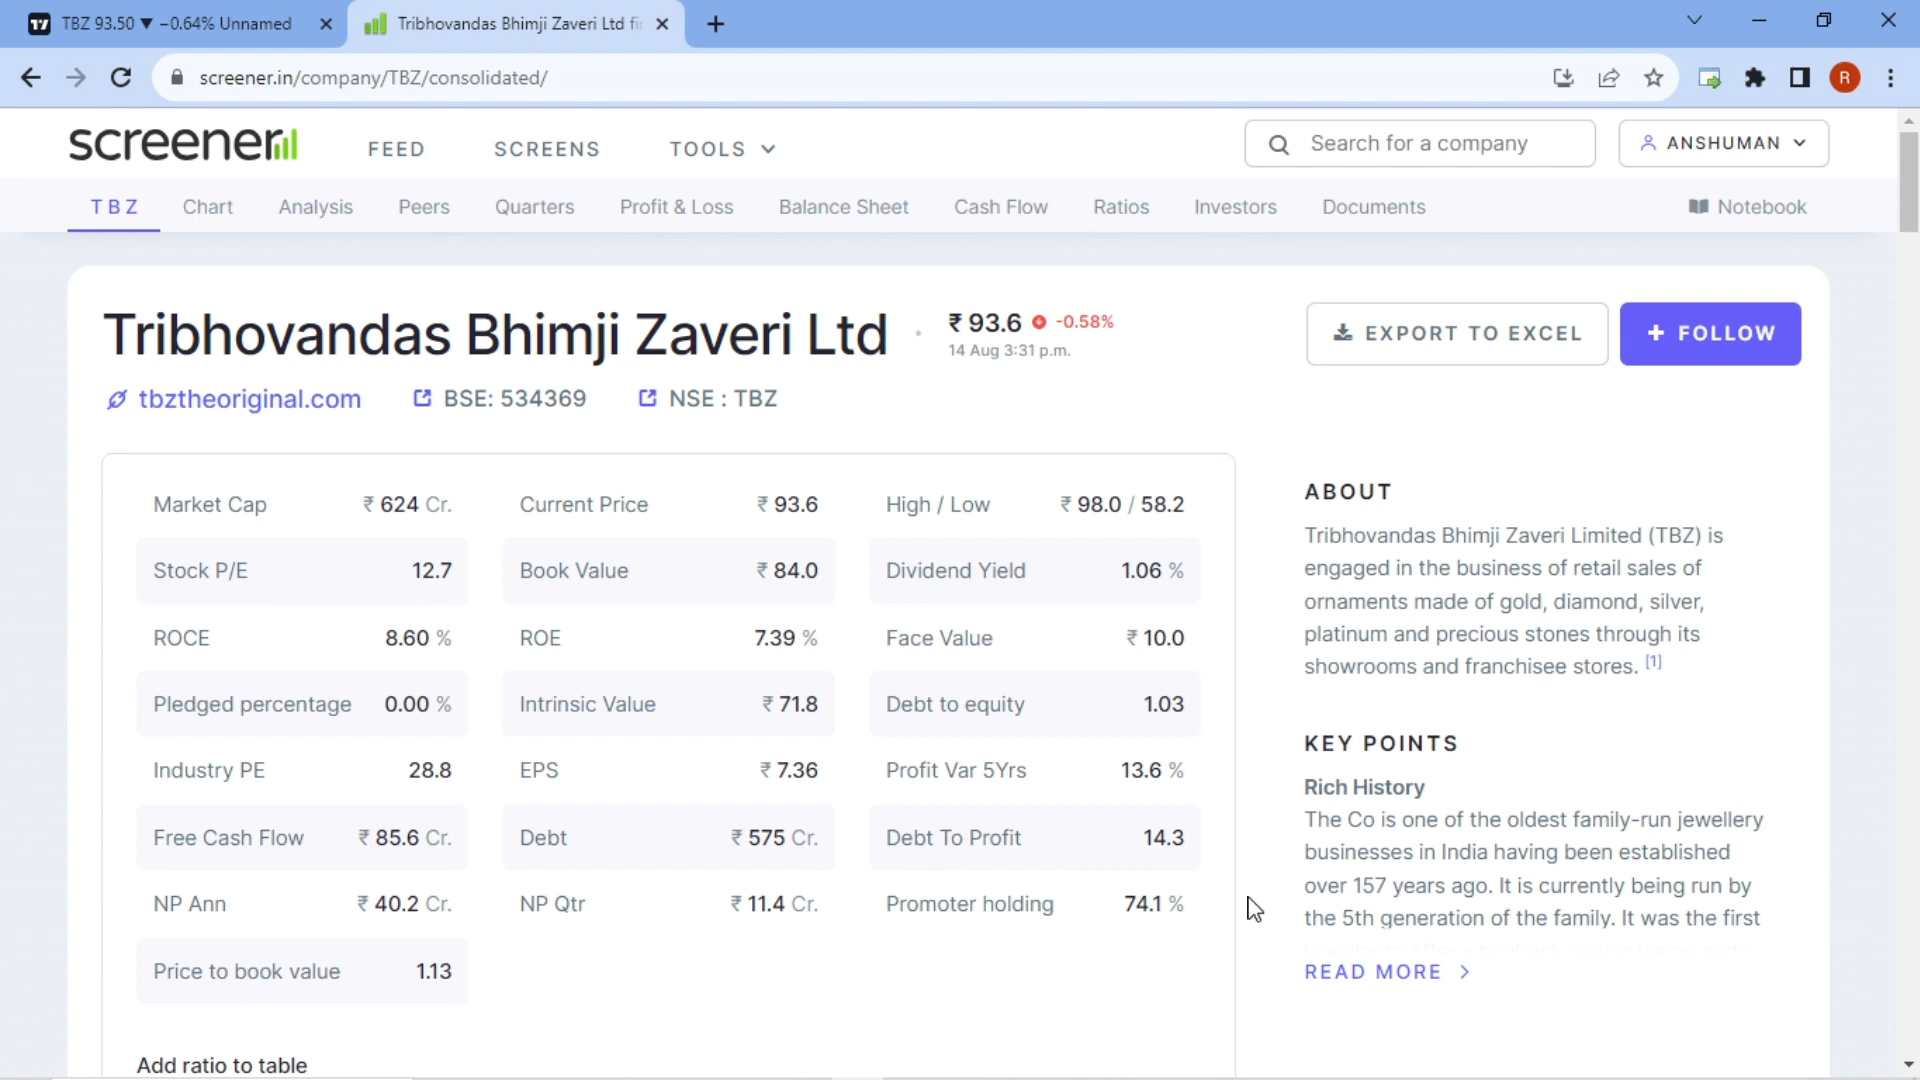 TBZ 93.50 ▼ −0.64% Unnamed
Tribhovandas Bhimji Zaveri Ltd fi
screener.in/company/TBZ/consolidated/
R
screener
FEED SCREENS TOOLS
Search for a company
ANSHUMAN
TBZ Chart Analysis Peers Quarters Profit & Loss Balance Sheet Cash Flow Ratios Investors Documents Notebook
Tribhovandas Bhimji Zaveri Ltd
₹ 93.6 -0.58%
14 Aug 3:31 p.m.
EXPORT TO EXCEL
+ FOLLOW
tbztheoriginal.com BSE: 534369 NSE : TBZ
Market Cap ₹ 624 Cr. Current Price ₹ 93.6 High / Low ₹ 98.0 / 58.2
Stock P/E 12.7 Book Value ₹ 84.0 Dividend Yield 1.06 %
ROCE 8.60 % ROE 7.39 % Face Value ₹ 10.0
Pledged percentage 0.00 % Intrinsic Value ₹ 71.8 Debt to equity 1.03
Industry PE 28.8 EPS ₹ 7.36 Profit Var 5Yrs 13.6 %
Free Cash Flow ₹ 85.6 Cr. Debt ₹ 575 Cr. Debt To Profit 14.3
NP Ann ₹ 40.2 Cr. NP Qtr ₹ 11.4 Cr. Promoter holding 74.1 %
Price to book value 1.13
Add ratio to table
ABOUT
Tribhovandas Bhimji Zaveri Limited (TBZ) is
engaged in the business of retail sales of
ornaments made of gold, diamond, silver,
platinum and precious stones through its
showrooms and franchisee stores. [1]
KEY POINTS
Rich History
The Co is one of the oldest family-run jewellery
businesses in India having been established
over 157 years ago. It is currently being run by
the 5th generation of the family. It was the first
READ MORE